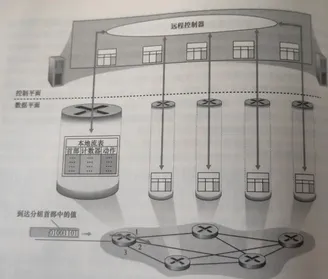 远程控制器
控制平面
数据平面
本地流表
首部 计数器 动作
到达分组首部中的值